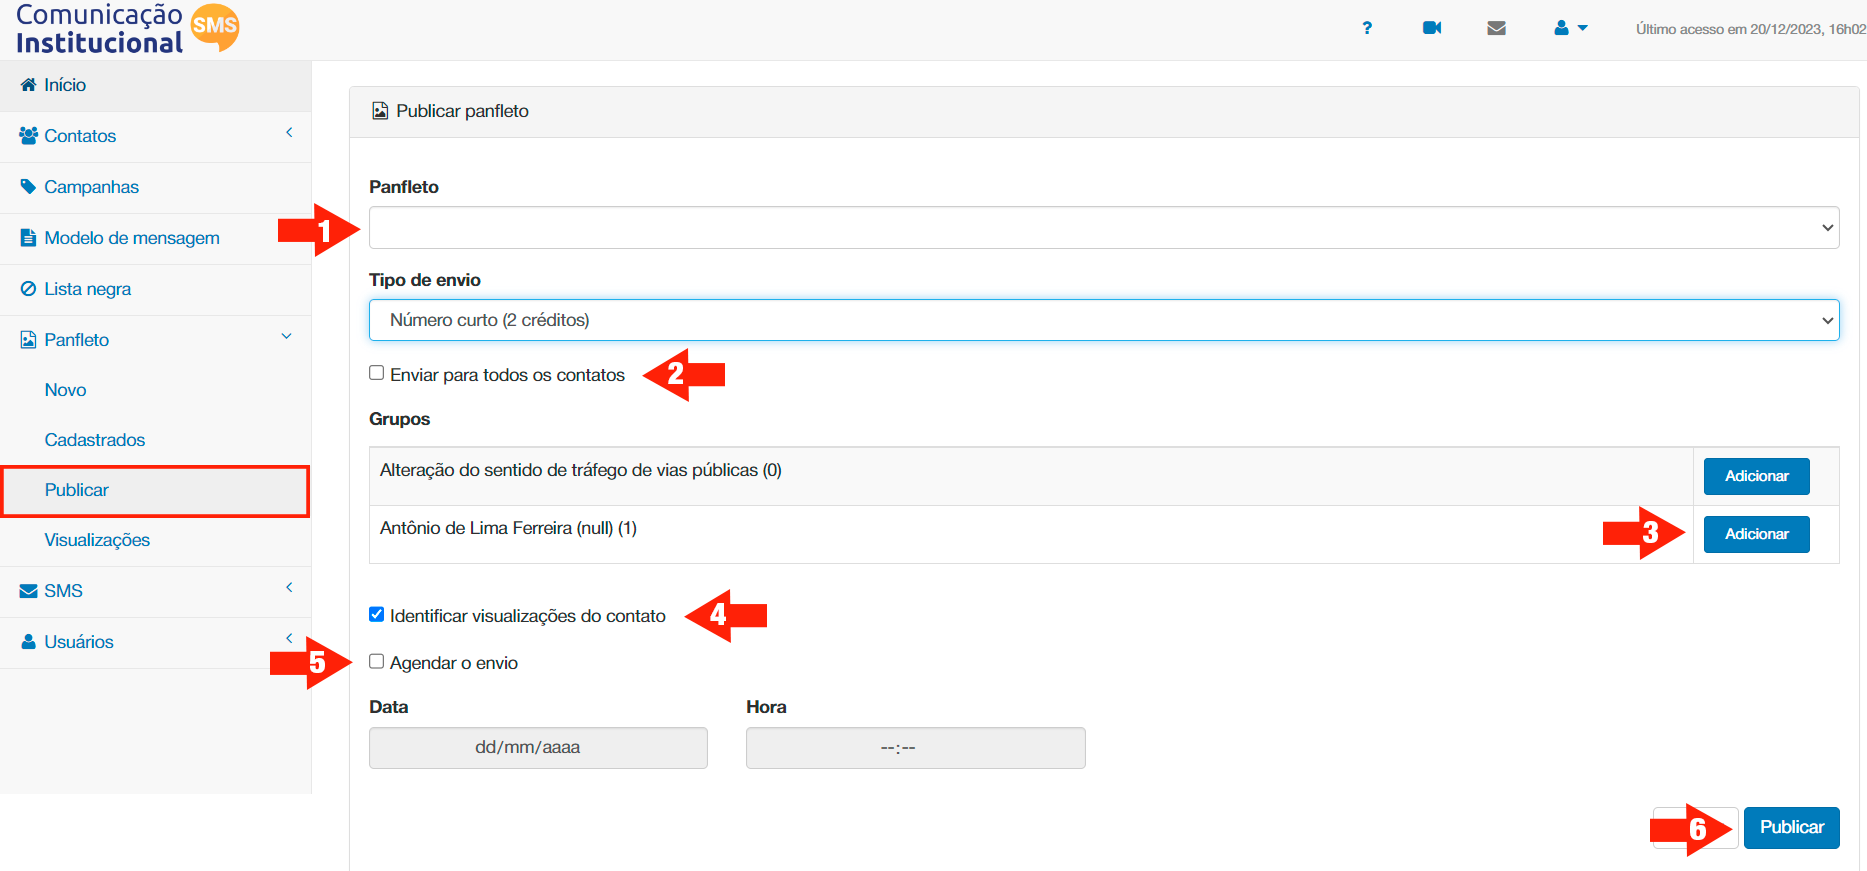 Comunicação
Institucional
SMS
?
Último acesso em 20/12/2023, 16h02
Início
Contatos
Campanhas
Modelo de mensagem
Lista negra
Panfleto
Novo
Cadastrados
Publicar
Visualizações
SMS
Usuários
Publicar panfleto
Panfleto
1
Tipo de envio
Número curto (2 créditos)
Enviar para todos os contatos
2
Grupos
Alteração do sentido de tráfego de vias públicas (0)
Adicionar
Antônio de Lima Ferreira (null) (1)
3
Adicionar
Identificar visualizações do contato
4
5
Agendar o envio
Data
Hora
dd/mm/aaaa
--:--
6
Publicar